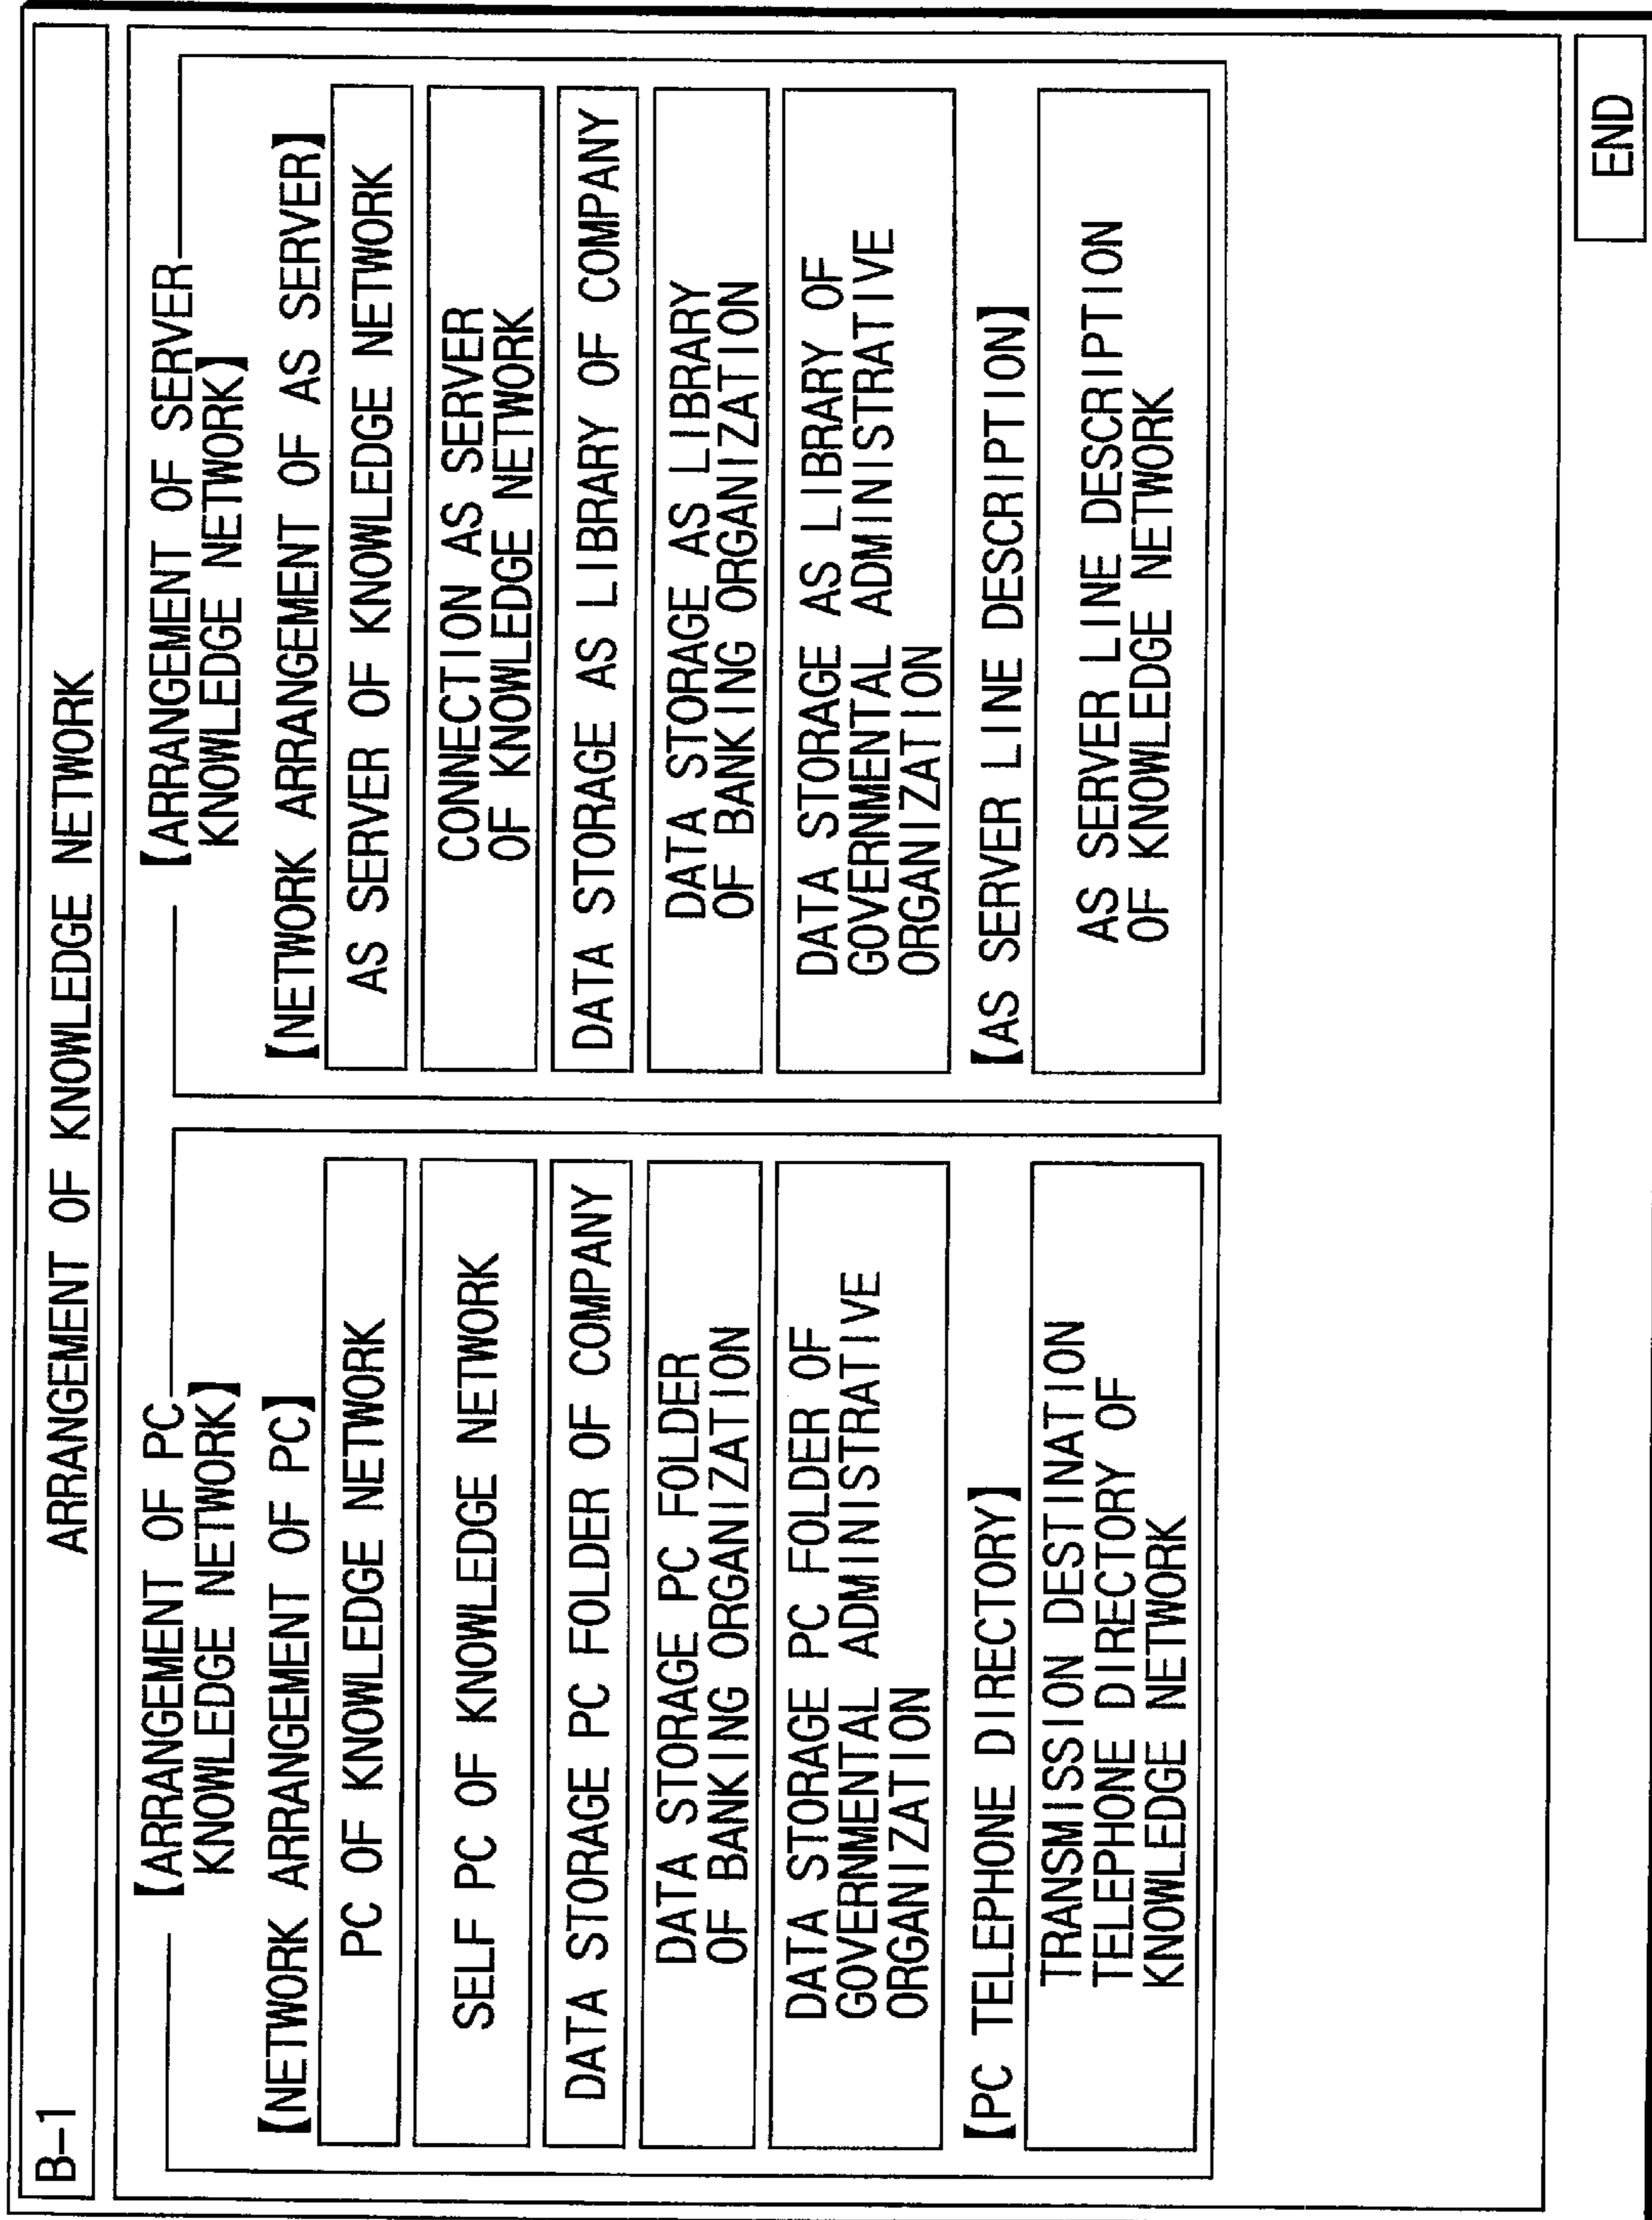 B-1
ARRANGEMENT OF KNOWLEDGE NETWORK
【ARRANGEMENT OF PC
KNOWLEDGE NETWORK】
【NETWORK ARRANGEMENT OF PC】
PC OF KNOWLEDGE NETWORK
SELF PC OF KNOWLEDGE NETWORK
DATA STORAGE PC FOLDER OF COMPANY
DATA STORAGE PC FOLDER
OF BANKING ORGANIZATION
DATA STORAGE PC FOLDER OF
GOVERNMENTAL ADMINISTRATIVE
ORGANIZATION
【PC TELEPHONE DIRECTORY】
TRANSMISSION DESTINATION
TELEPHONE DIRECTORY OF
KNOWLEDGE NETWORK
【ARRANGEMENT OF SERVER
KNOWLEDGE NETWORK】
【NETWORK ARRANGEMENT OF AS SERVER】
AS SERVER OF KNOWLEDGE NETWORK
CONNECTION AS SERVER
OF KNOWLEDGE NETWORK
DATA STORAGE AS LIBRARY OF COMPANY
DATA STORAGE AS LIBRARY
OF BANKING ORGANIZATION
DATA STORAGE AS LIBRARY OF
GOVERNMENTAL ADMINISTRATIVE
ORGANIZATION
【AS SERVER LINE DESCRIPTION】
AS SERVER LINE DESCRIPTION
OF KNOWLEDGE NETWORK
END